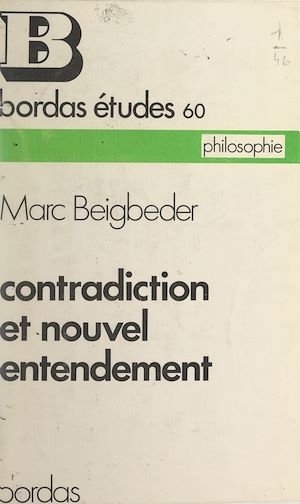 B
bordas études 60
philosophie
Marc Beigbeder
contradiction
et nouvel
entendement
bordas